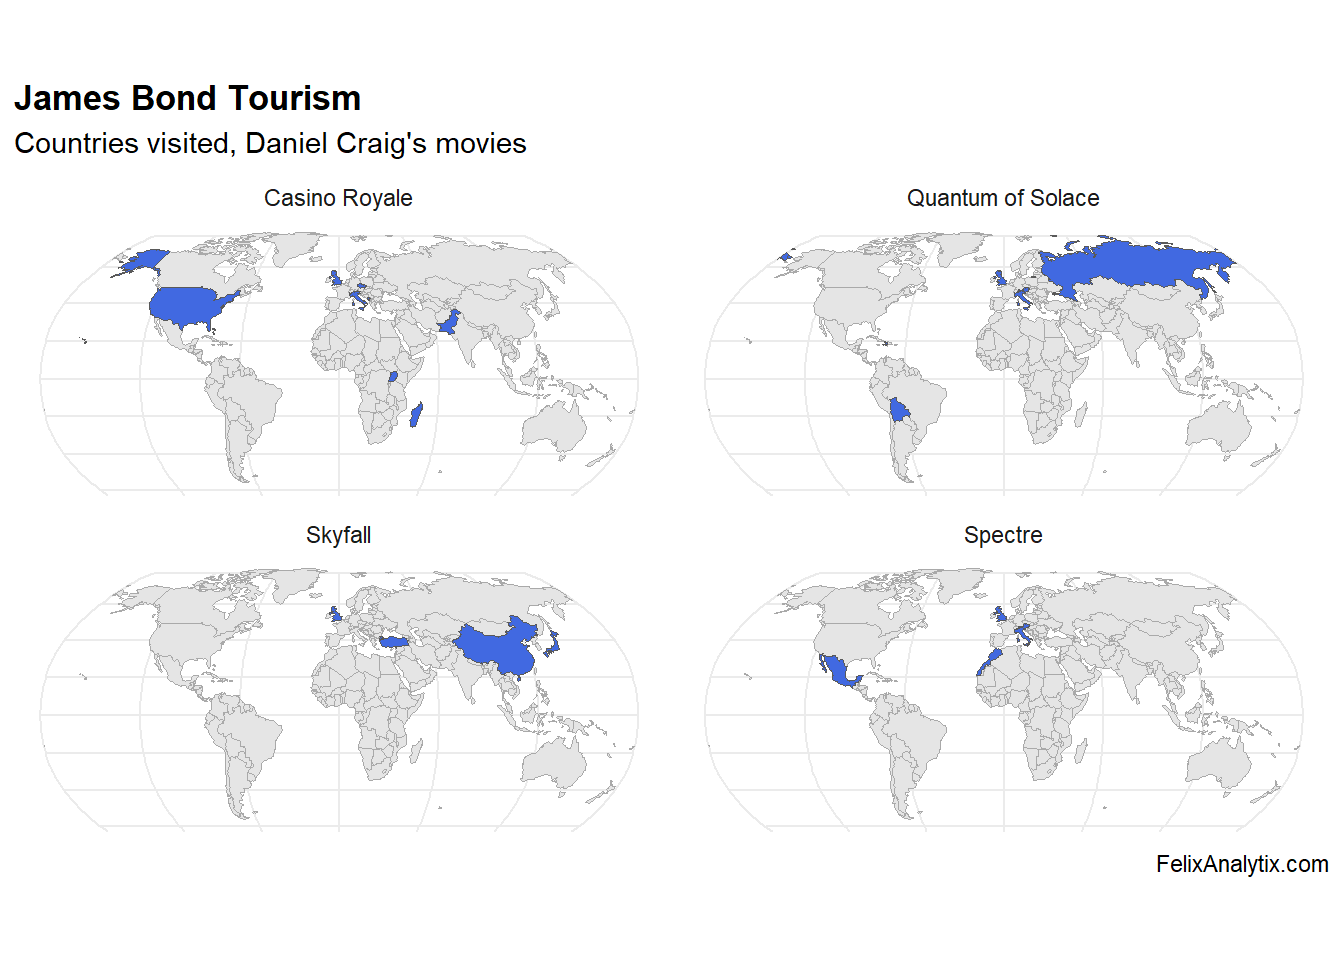 James Bond Tourism
Countries visited, Daniel Craig's movies
Casino Royale
Quantum of Solace
Skyfall
Spectre
FelixAnalytix.com